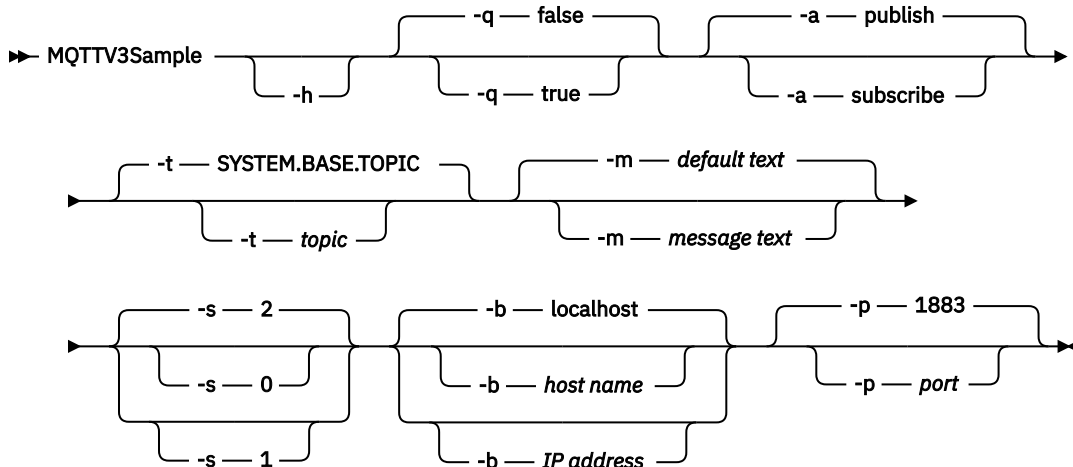 -q false -a publish
MQTTV3Sample
-h -q true -a subscribe
-t SYSTEM.BASE.TOPIC -m default text
-t topic -m message text
-s 2 -b localhost -p 1883
-s 0 -b host name -p port
-s 1 -b IP address